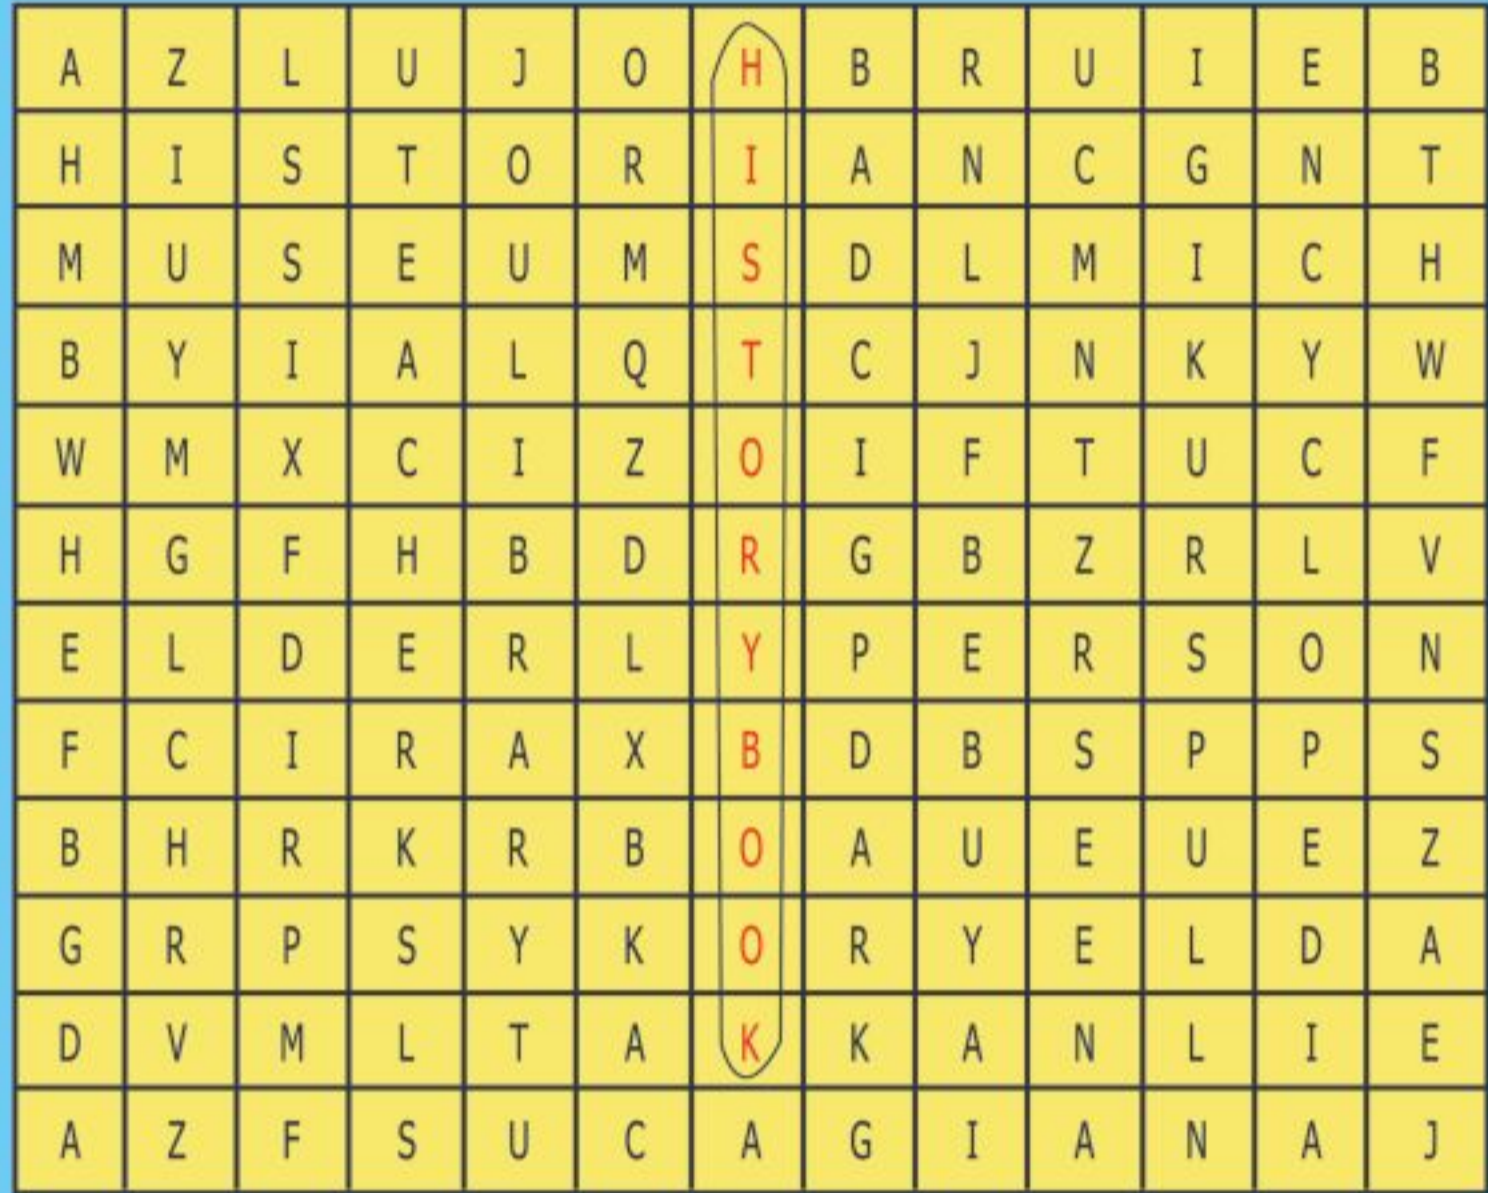 A Z L U J O H B R U I E B
H I S T O R I A N C G N T
M U S E U M S D L M I C H
B Y I A L Q T C J N K Y W
W M X C I Z O I F T U C F
H G F H B D R G B Z R L V
E L D E R L Y P E R S O N
F C I R A X B D B S P P S
B H R K R B O A U E U E Z
G R P S Y K O R Y E L D A
D V M L T A K K A N L I E
A Z F S U C A G I A N A J